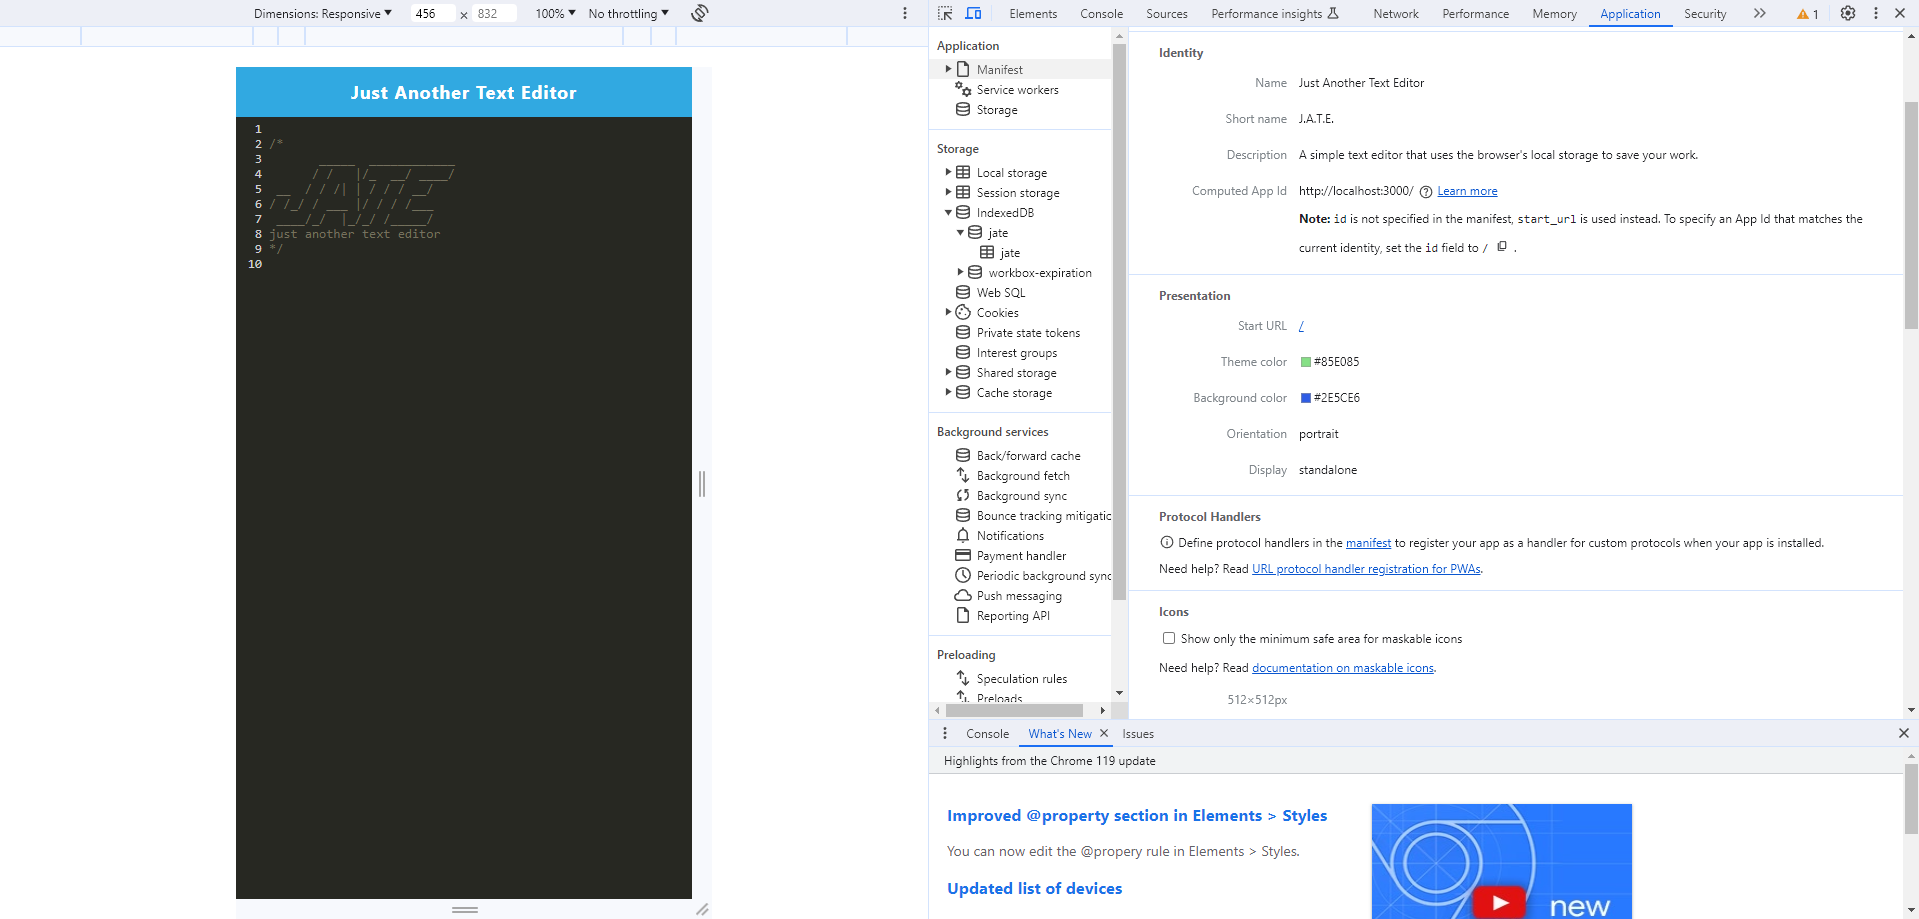 Dimensions: Responsive ▼ 456 x 832 100% ▼ No throttling ▼
Just Another Text Editor
1
2 /*
3       _____  ____________
4      / /   |/_  __/ ____/
5 __  / / /| | / / / __/
6 / /_/ / ___ |/ / / /___
7 ____/_/  |_/_/ /_____/
8 just another text editor
9 */
10
Elements Console Sources Performance insights Network Performance Memory Application Security 1
Application
Manifest
Service workers
Storage
Storage
Local storage
Session storage
IndexedDB
jate
jate
workbox-expiration
Web SQL
Cookies
Private state tokens
Interest groups
Shared storage
Cache storage
Background services
Back/forward cache
Background fetch
Background sync
Bounce tracking mitigatic
Notifications
Payment handler
Periodic background sync
Push messaging
Reporting API
Preloading
Speculation rules
Preloads
Identity
Name Just Another Text Editor
Short name J.A.T.E.
Description A simple text editor that uses the browser's local storage to save your work.
Computed App Id http://localhost:3000/ Learn more
Note: id is not specified in the manifest, start_url is used instead. To specify an App Id that matches the
current identity, set the id field to / .
Presentation
Start URL /
Theme color #85E085
Background color #2E5CE6
Orientation portrait
Display standalone
Protocol Handlers
Define protocol handlers in the manifest to register your app as a handler for custom protocols when your app is installed.
Need help? Read URL protocol handler registration for PWAs.
Icons
Show only the minimum safe area for maskable icons
Need help? Read documentation on maskable icons.
512×512px
Console What's New Issues
Highlights from the Chrome 119 update
Improved @property section in Elements > Styles
You can now edit the @propery rule in Elements > Styles.
Updated list of devices
new